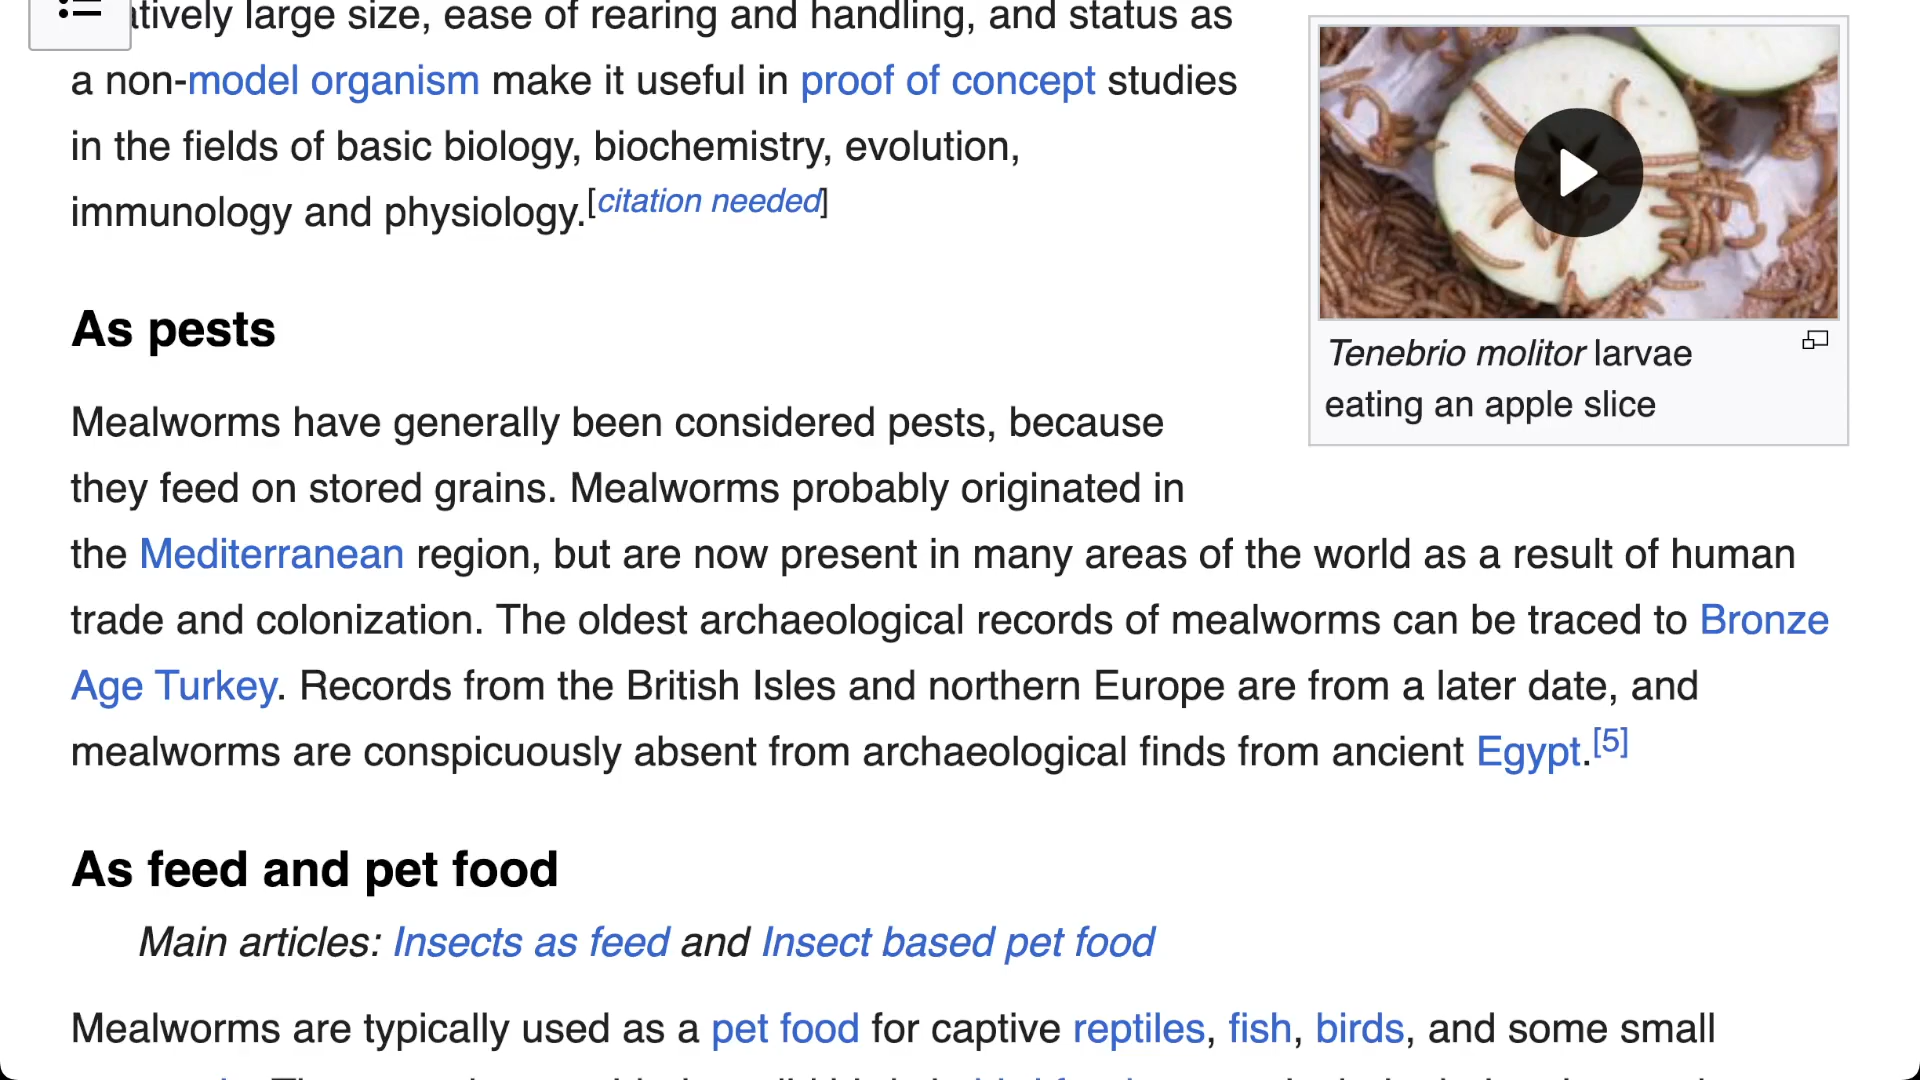 atively large size, ease of rearing and handling, and status as
a non-model organism make it useful in proof of concept studies
in the fields of basic biology, biochemistry, evolution,
immunology and physiology.[citation needed]
Tenebrio molitor larvae
eating an apple slice
As pests
Mealworms have generally been considered pests, because
they feed on stored grains. Mealworms probably originated in
the Mediterranean region, but are now present in many areas of the world as a result of human
trade and colonization. The oldest archaeological records of mealworms can be traced to Bronze
Age Turkey. Records from the British Isles and northern Europe are from a later date, and
mealworms are conspicuously absent from archaeological finds from ancient Egypt.[5]
As feed and pet food
Main articles: Insects as feed and Insect based pet food
Mealworms are typically used as a pet food for captive reptiles, fish, birds, and some small